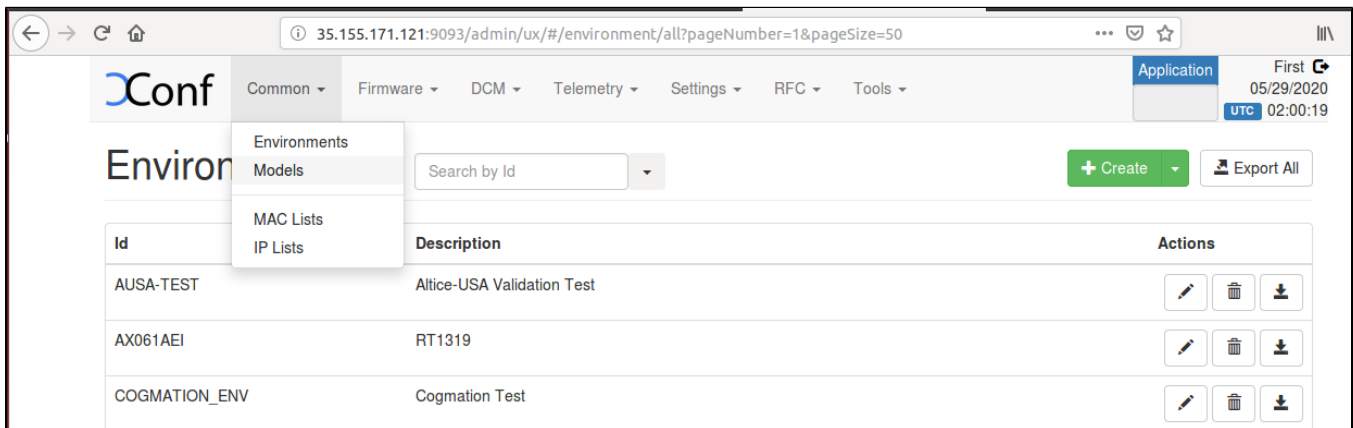 35.155.171.121:9093/admin/ux/#/environment/all?pageNumber=1&pageSize=50
XConf Common Firmware DCM Telemetry Settings RFC Tools
Application
First
05/29/2020
UTC 02:00:19
Environments
Models
MAC Lists
IP Lists
Environ
Search by Id
Create
Export All
Id Description Actions
AUSA-TEST Altice-USA Validation Test
AX061AEI RT1319
COGMATION_ENV Cogmation Test